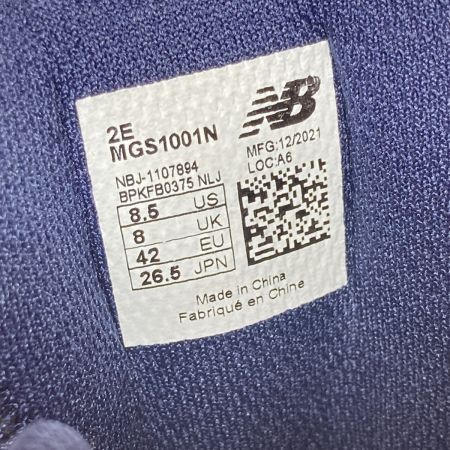 NB
2E
MGS1001N
MFG:12/2021
LOC:A6
NBJ-1107894
BPKFB0375 NLJ
8.5 US
8 UK
42 EU
26.5 JPN
Made in China
Fabriqué en Chine